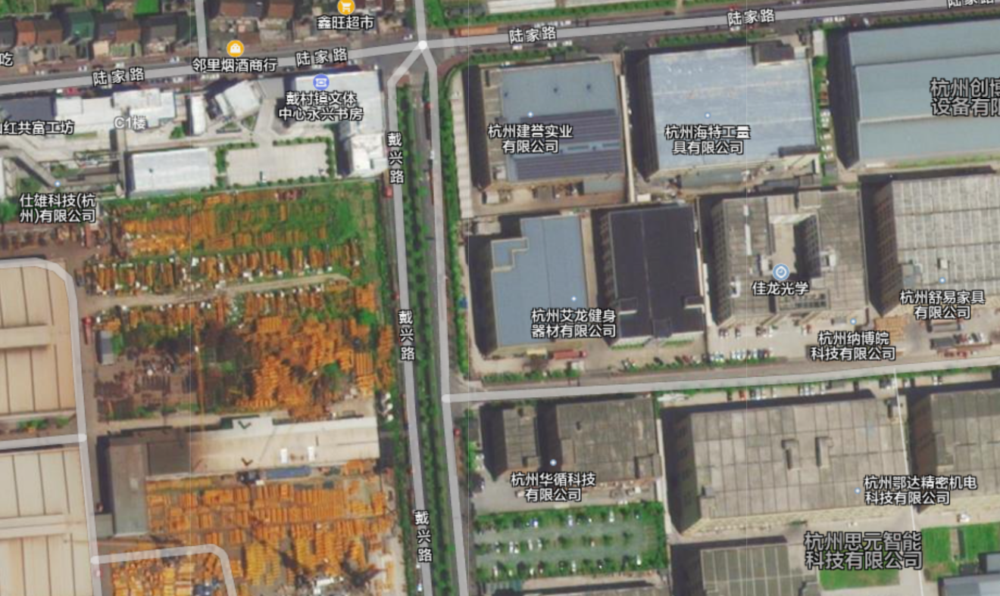 鑫旺超市
陆家路
陆家路
邻里烟酒商行
陆家路
陆家路
吃
戴村镇文体
中心永兴书房
C1楼
红共富工坊
仕雄科技(杭
州)有限公司
戴兴路
戴兴路
戴兴路
杭州建誉实业
有限公司
杭州海特工量
具有限公司
杭州创博
设备有限
杭州艾龙健身
器材有限公司
佳龙光学
杭州舒易家具
有限公司
杭州纳博皖
科技有限公司
杭州华循科技
有限公司
杭州鄂达精密机电
科技有限公司
杭州思元智能
科技有限公司